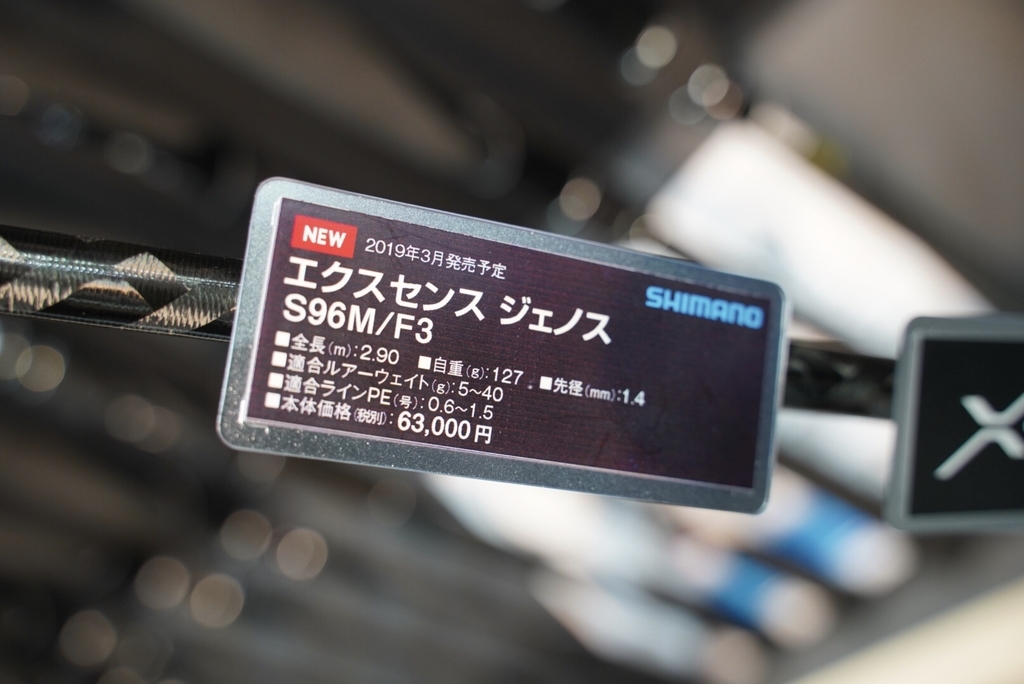 NEW 2019年3月発売予定
エクスセンス ジェノス
SHIMANO
S96M/F3
■全長(m):2.90 ■自重(g):127 ■先径(mm):1.4
■適合ルアーウェイト(g):5〜40
■適合ラインPE(号):0.6〜1.5
■本体価格(税別):63,000円
X